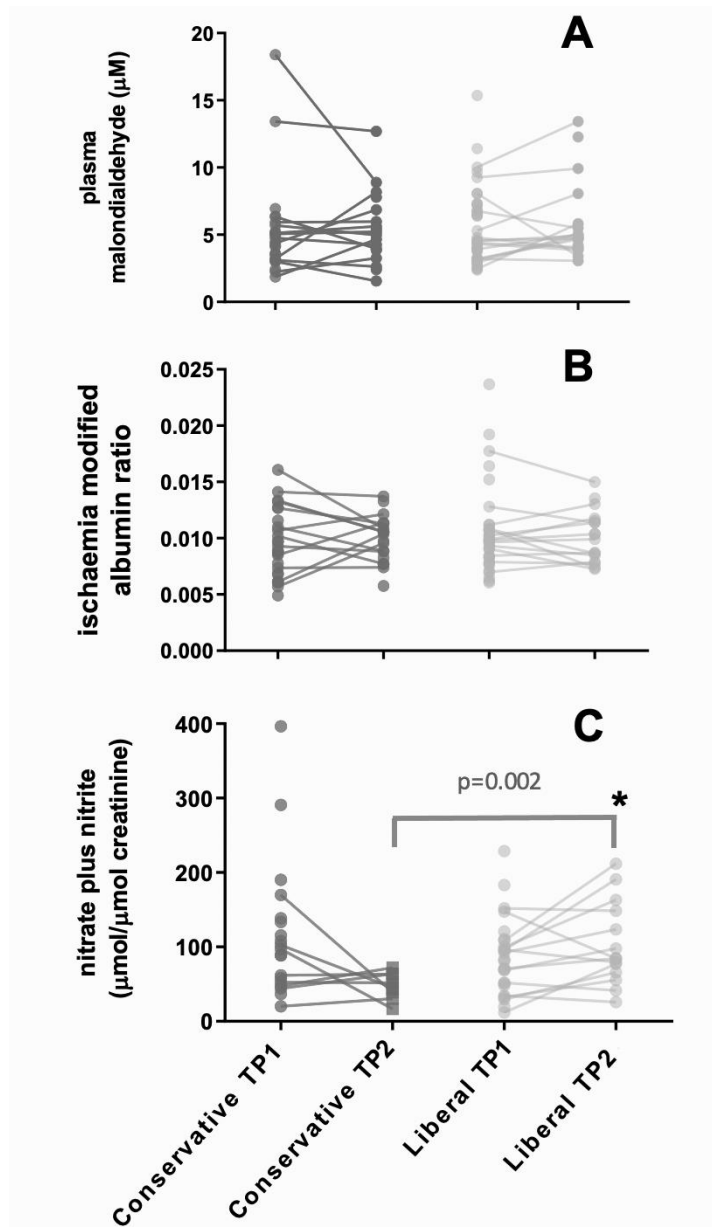 A
plasma
malondialdehyde (μM)
20
15
10
5
0
B
ischaemia modified
albumin ratio
0.025
0.020
0.015
0.010
0.005
0.000
C
nitrate plus nitrite
(μmol/μmol creatinine)
400
300
200
100
0
p=0.002
*
Conservative TP1
Conservative TP2
Liberal TP1
Liberal TP2